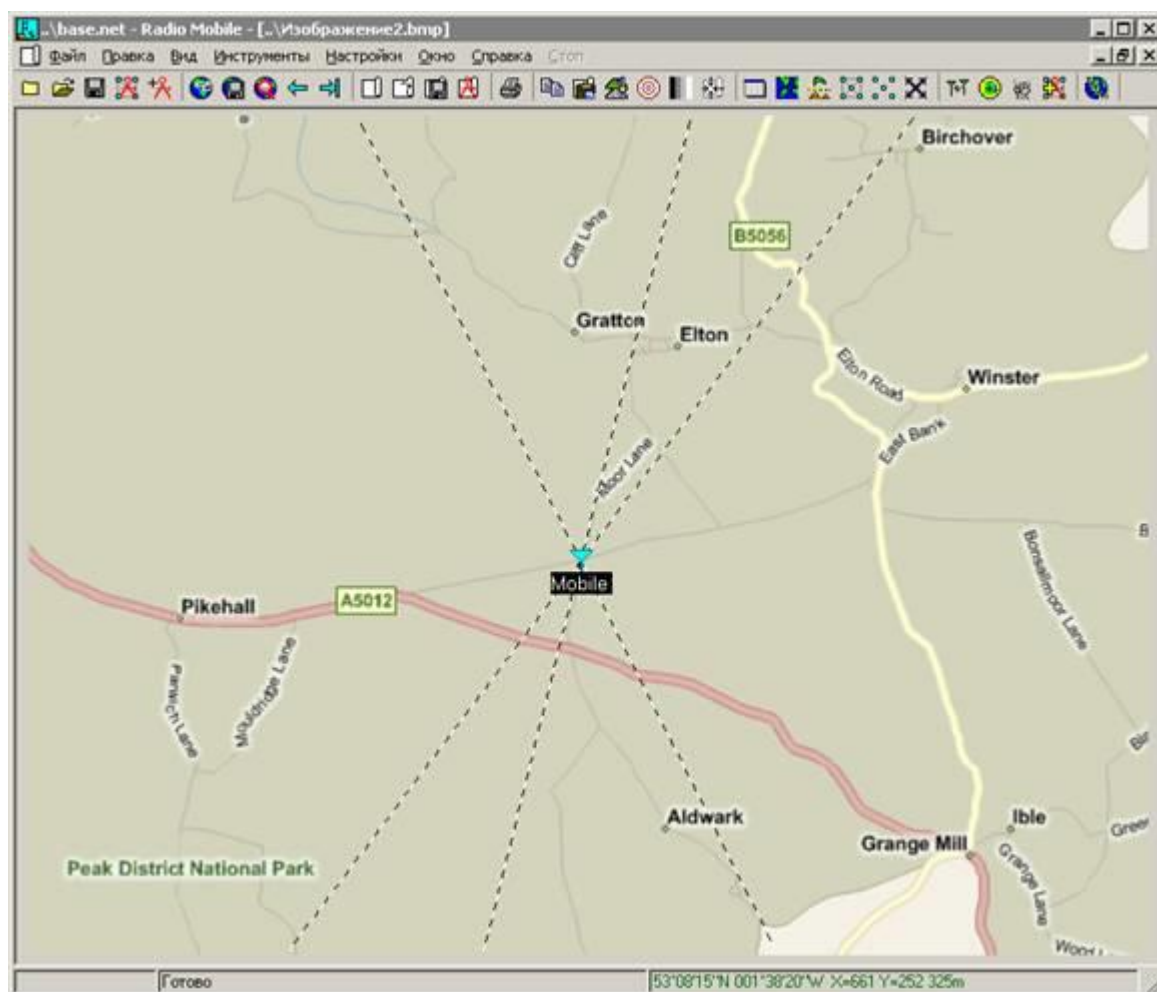 ..\base.net - Radio Mobile - [..\Изображение2.bmp]
Файл Правка Вид Инструменты Настройки Окно Справка Стоп
Birchover
Cliff Lane
B5056
Gratton
Elton
Elton Road
Winster
East Bank
Moor Lane
Mobile
Bonsallmoor Lane
Pikehall
A5012
Parwich Lane
Mouldridge Lane
Aldwark
Ible
Grange Mill
Grange Lane
Peak District National Park
Готово
53°08'15"N 001°38'20"W X=661 Y=252 325m